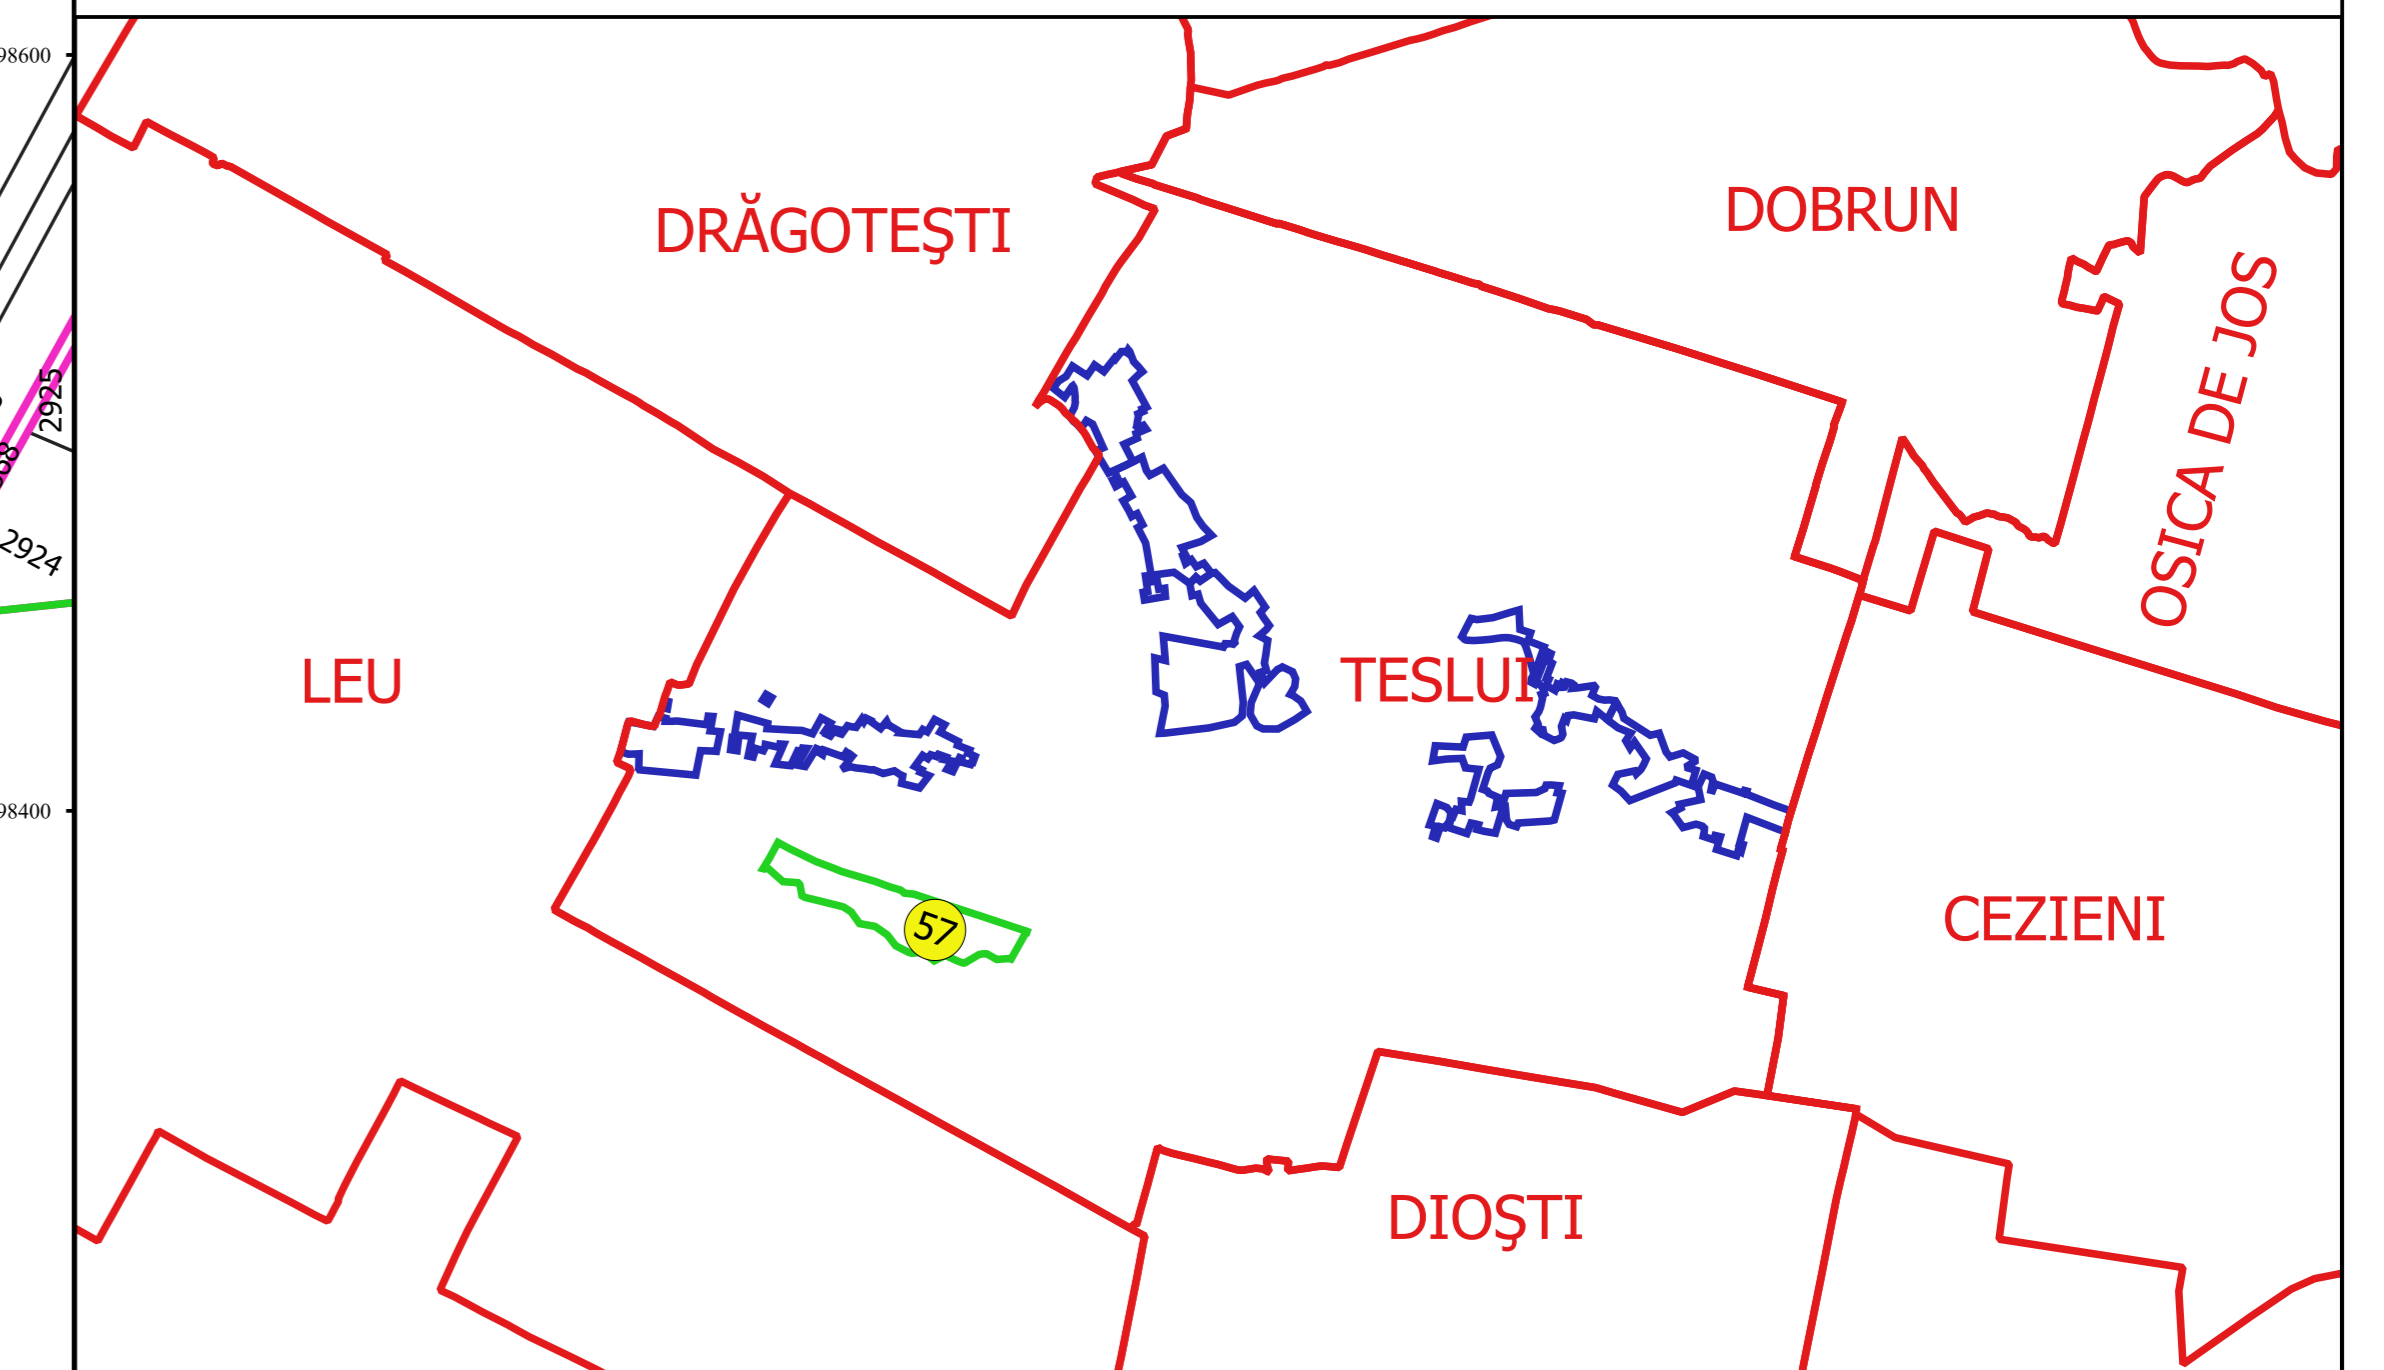 98600
DRĂGOTEŞTI
DOBRUN
OSICA DE JOS
2925
2924
LEU
TESLUI
98400
57
CEZIENI
DIOŞTI